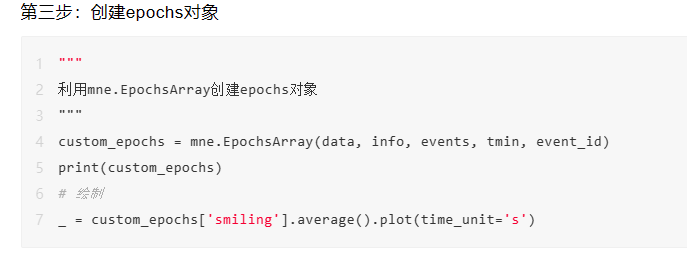 第三步：创建epochs对象
1 """
2 利用mne.EpochsArray创建epochs对象
3 """
4 custom_epochs = mne.EpochsArray(data, info, events, tmin, event_id)
5 print(custom_epochs)
6 # 绘制
7 _ = custom_epochs['smiling'].average().plot(time_unit='s')